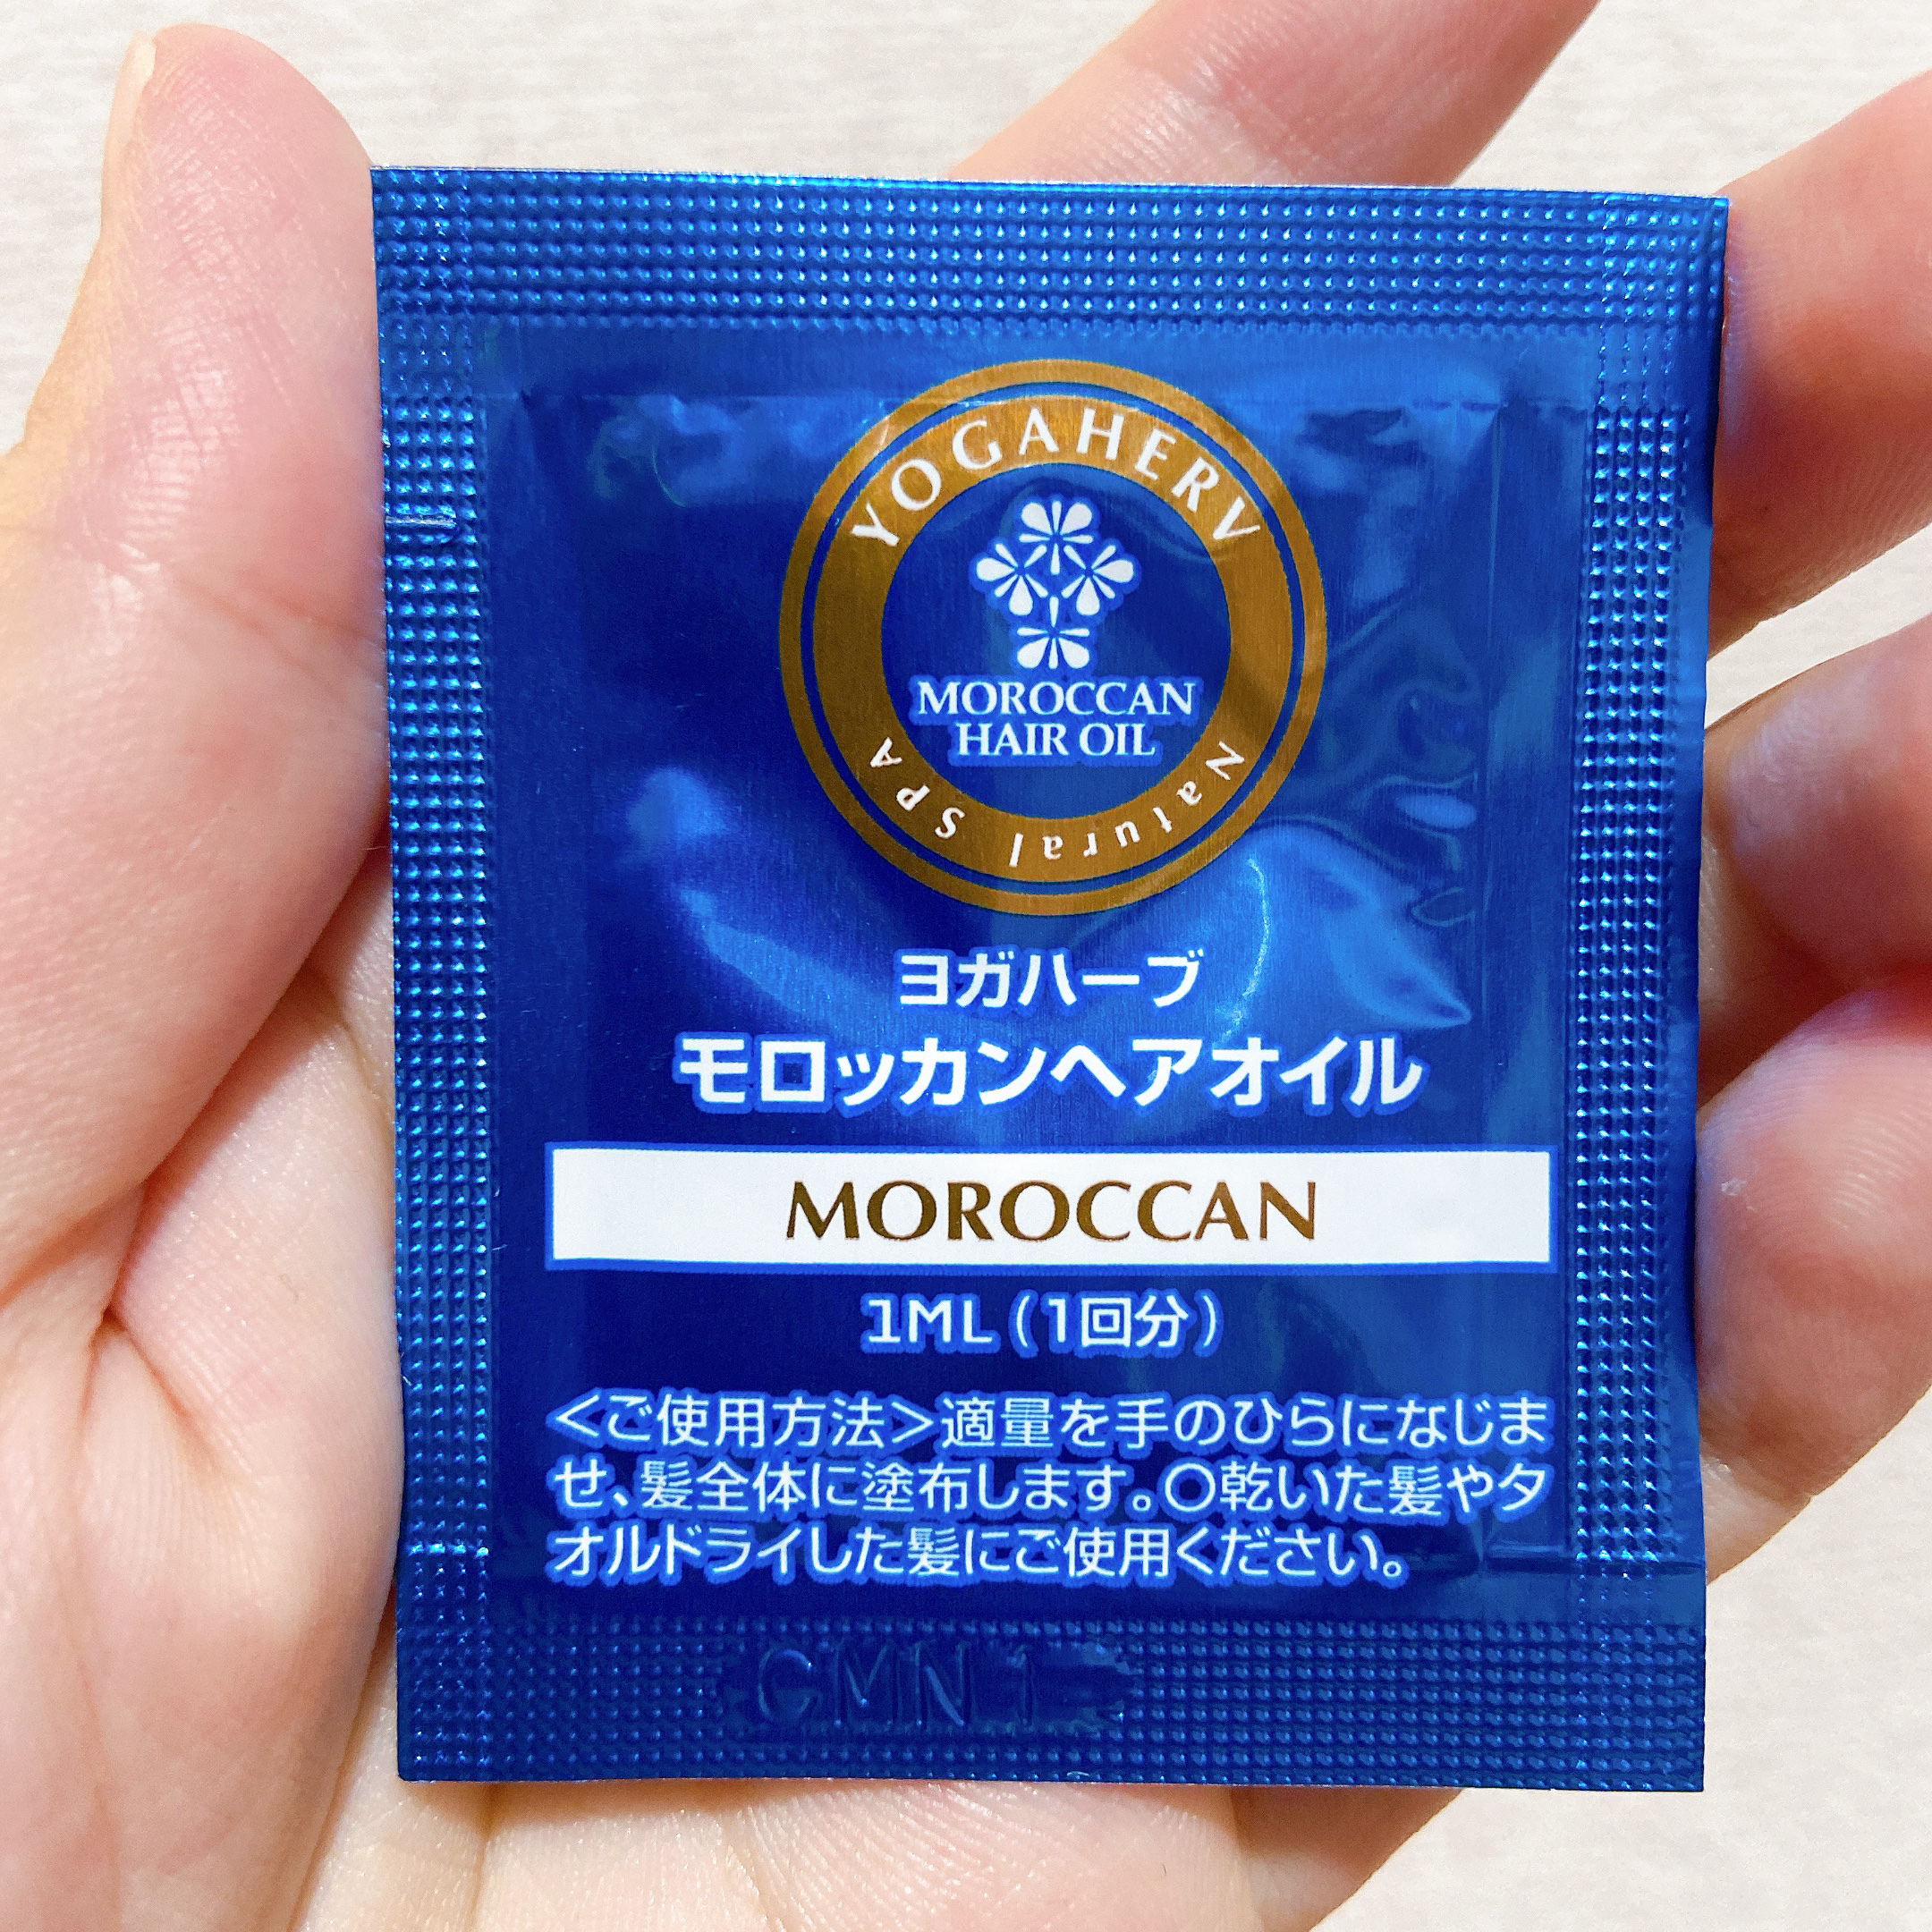 YOGAHERV
MOROCCAN
HAIR OIL
Natural SPA
ヨガハーブ
モロッカンヘアオイル
MOROCCAN
1ML(1回分)
<ご使用方法>適量を手のひらになじま
せ、髪全体に塗布します。〇乾いた髪やタ
オルドライした髪にご使用ください。
GMN 1